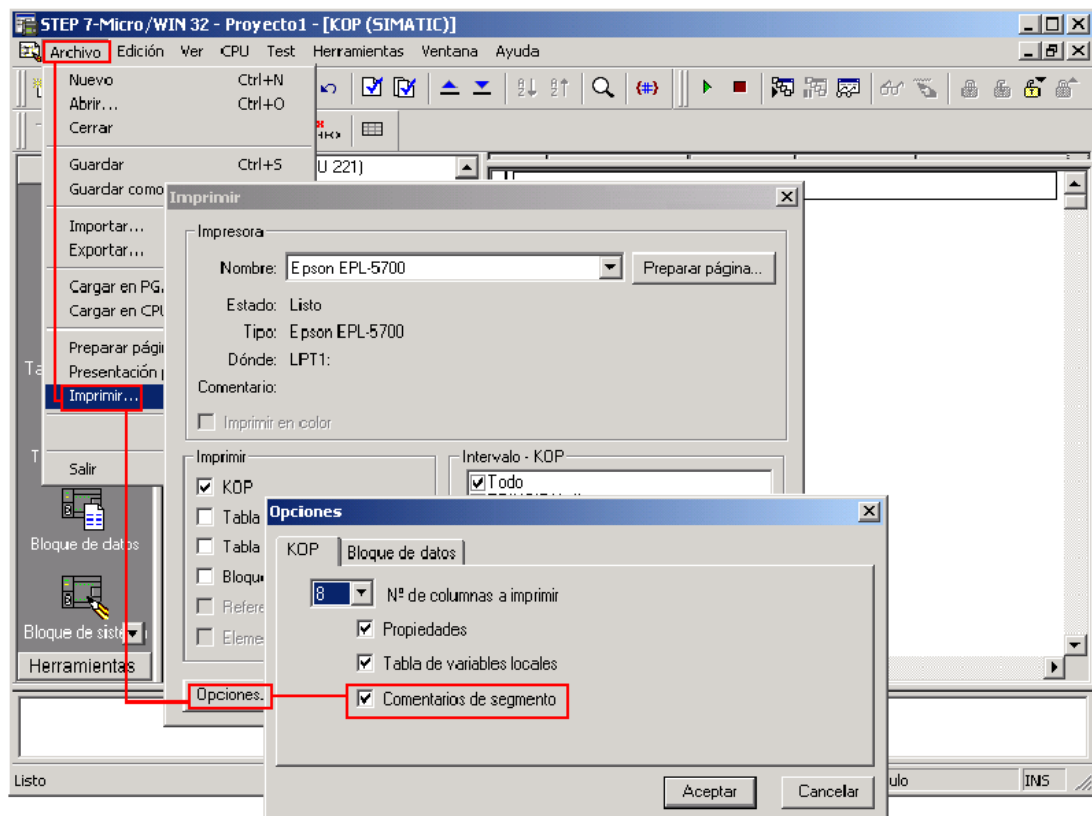 STEP 7-Micro/WIN 32 - Proyecto1 - [KOP (SIMATIC)]
Archivo Edición Ver CPU Test Herramientas Ventana Ayuda
Nuevo Ctrl+N
Abrir... Ctrl+O
Cerrar
Guardar Ctrl+S
Guardar como
Importar...
Exportar...
Cargar en PG.
Cargar en CPU
Preparar pági
Presentación p
Imprimir...
Salir
U 221)
Imprimir
Impresora
Nombre: Epson EPL-5700
Preparar página...
Estado: Listo
Tipo: Epson EPL-5700
Dónde: LPT1:
Comentario:
Imprimir en color
Imprimir
KOP
Tabla
Tabla
Bloqu
Refere
Eleme
Opciones.
Intervalo - KOP
Todo
Opciones
KOP Bloque de datos
8 Nº de columnas a imprimir
Propiedades
Tabla de variables locales
Comentarios de segmento
Aceptar Cancelar
Ta
T
Bloque de datos
Bloque de sist
Herramientas
Listo
ulo
INS